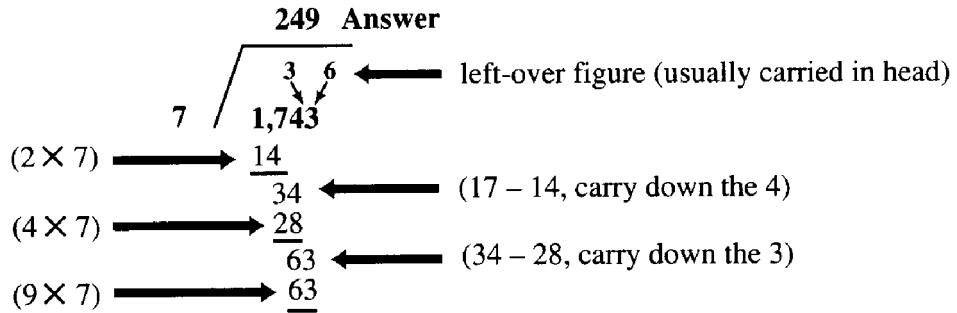 249 Answer
3 6 left-over figure (usually carried in head)
7 1,743
(2 × 7) 14
34 (17 – 14, carry down the 4)
(4 × 7) 28
63 (34 – 28, carry down the 3)
(9 × 7) 63